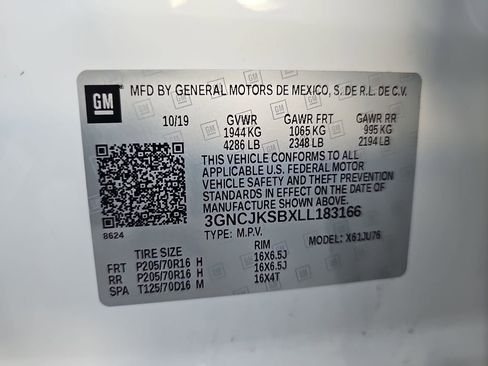 GM
MFD BY GENERAL MOTORS DE MEXICO, S. DE R.L. DE C.V.
10/19 GVWR GAWR FRT GAWR RR
1944 KG 1065 KG 995 KG
4286 LB 2348 LB 2194 LB
THIS VEHICLE CONFORMS TO ALL
APPLICABLE U.S. FEDERAL MOTOR
VEHICLE SAFETY AND THEFT PREVENTION
STANDARDS IN EFFECT ON THE DATE OF
MANUFACTURE SHOWN ABOVE.
3GNCJKSBXLL183166
8624
TYPE: M.P.V. MODEL: X61JU76
TIRE SIZE RIM
FRT P205/70R16 H 16X6.5J
RR P205/70R16 H 16X6.5J
SPA T125/70D16 M 16X4T